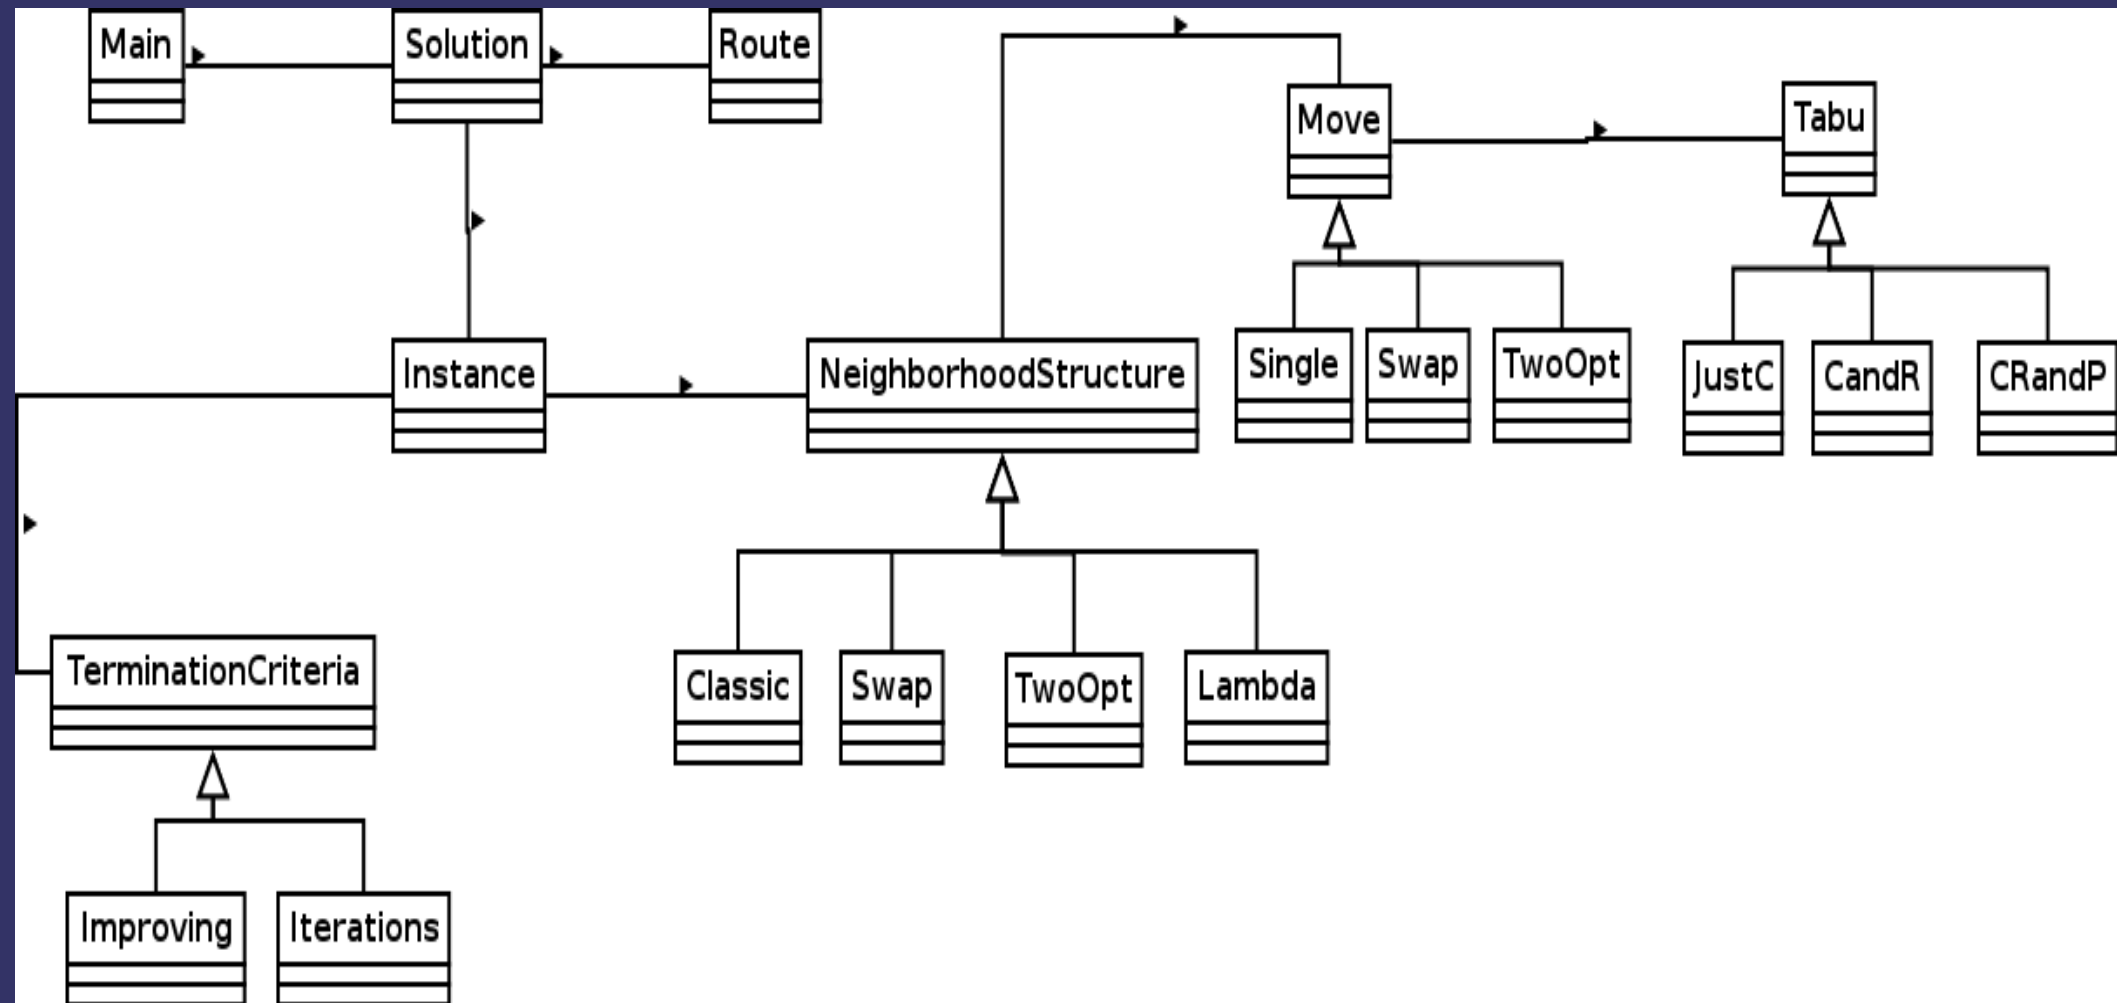 Main
Solution
Route
Move
Tabu
Instance
NeighborhoodStructure
Single
Swap
TwoOpt
JustC
CandR
CRandP
TerminationCriteria
Classic
Swap
TwoOpt
Lambda
Improving
Iterations